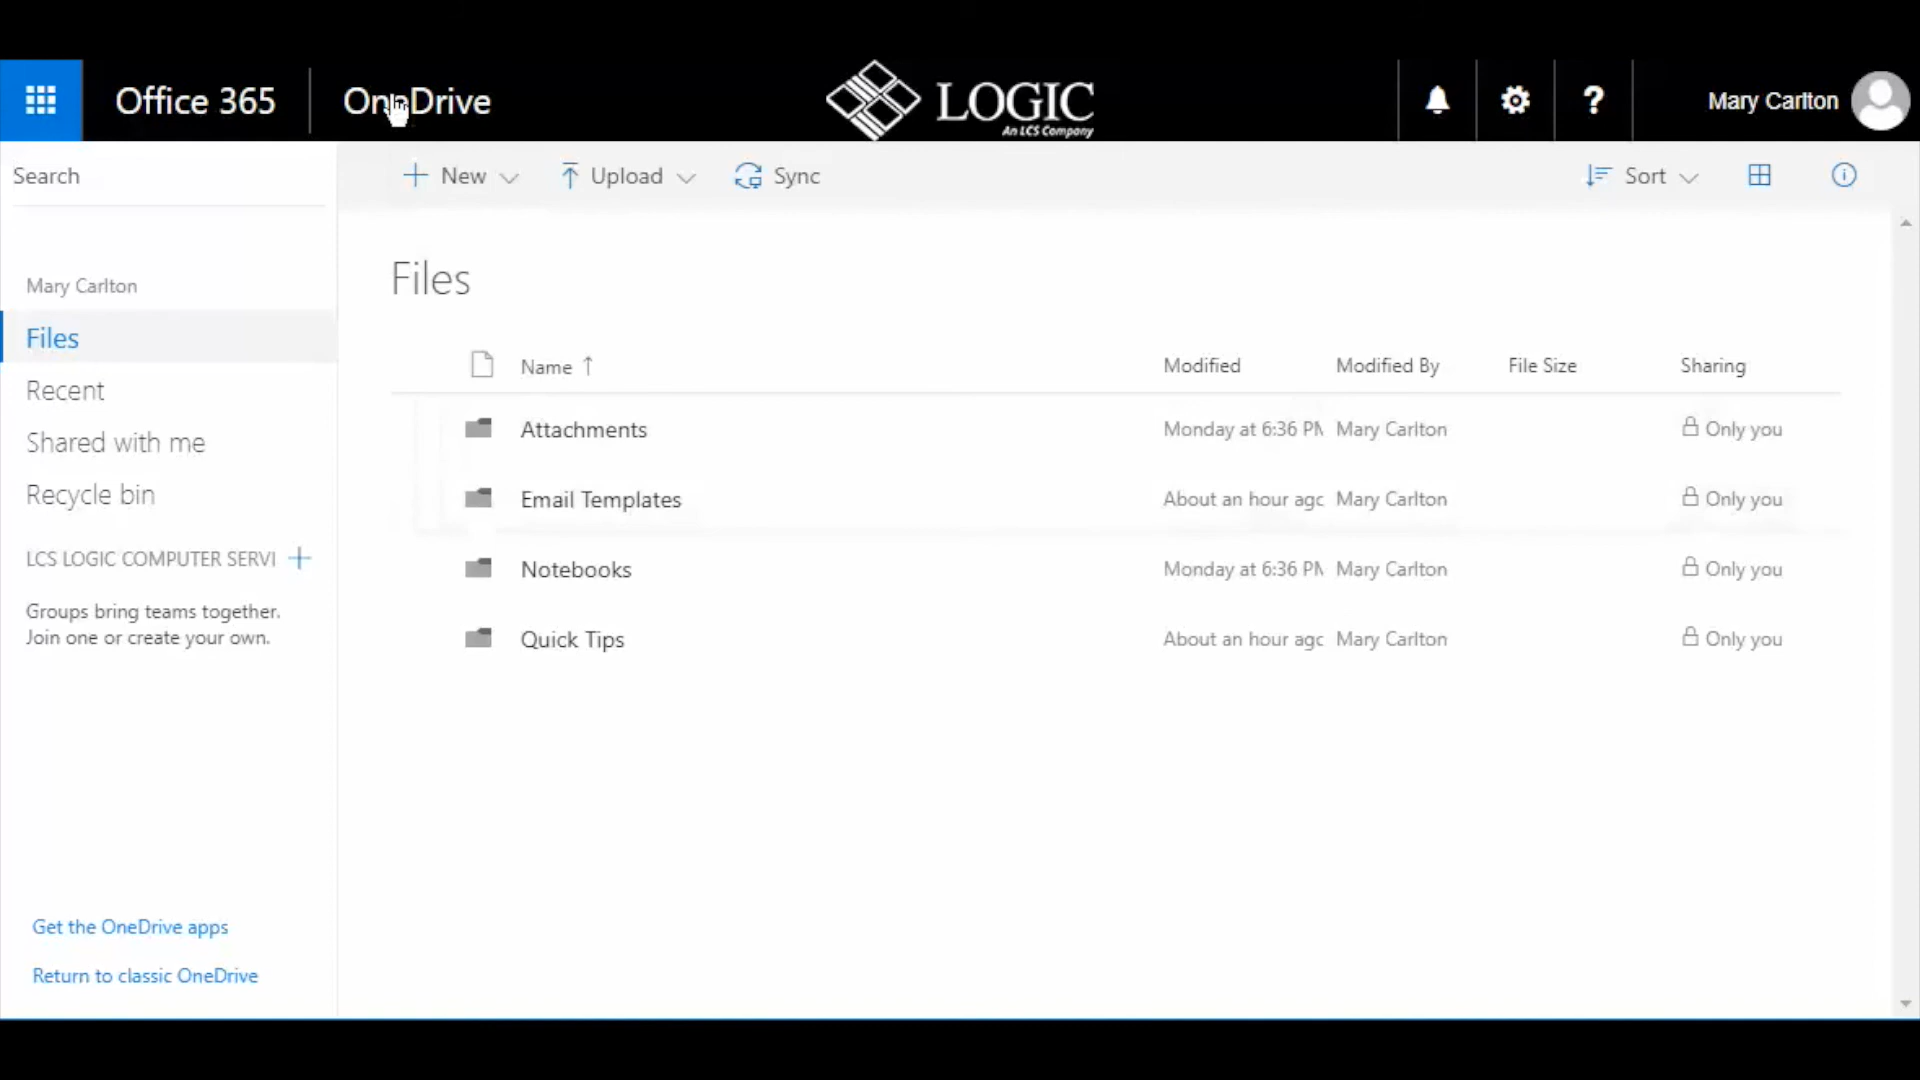 Office 365
OneDrive
LOGIC
An LCS Company
?
Mary Carlton
Search
New
Upload
Sync
Sort
Mary Carlton
Files
Recent
Shared with me
Recycle bin
LCS LOGIC COMPUTER SERVI
Groups bring teams together.
Join one or create your own.
Get the OneDrive apps
Return to classic OneDrive
Files
Name Modified Modified By File Size Sharing
Attachments Monday at 6:36 PM Mary Carlton Only you
Email Templates About an hour ago Mary Carlton Only you
Notebooks Monday at 6:36 PM Mary Carlton Only you
Quick Tips About an hour ago Mary Carlton Only you